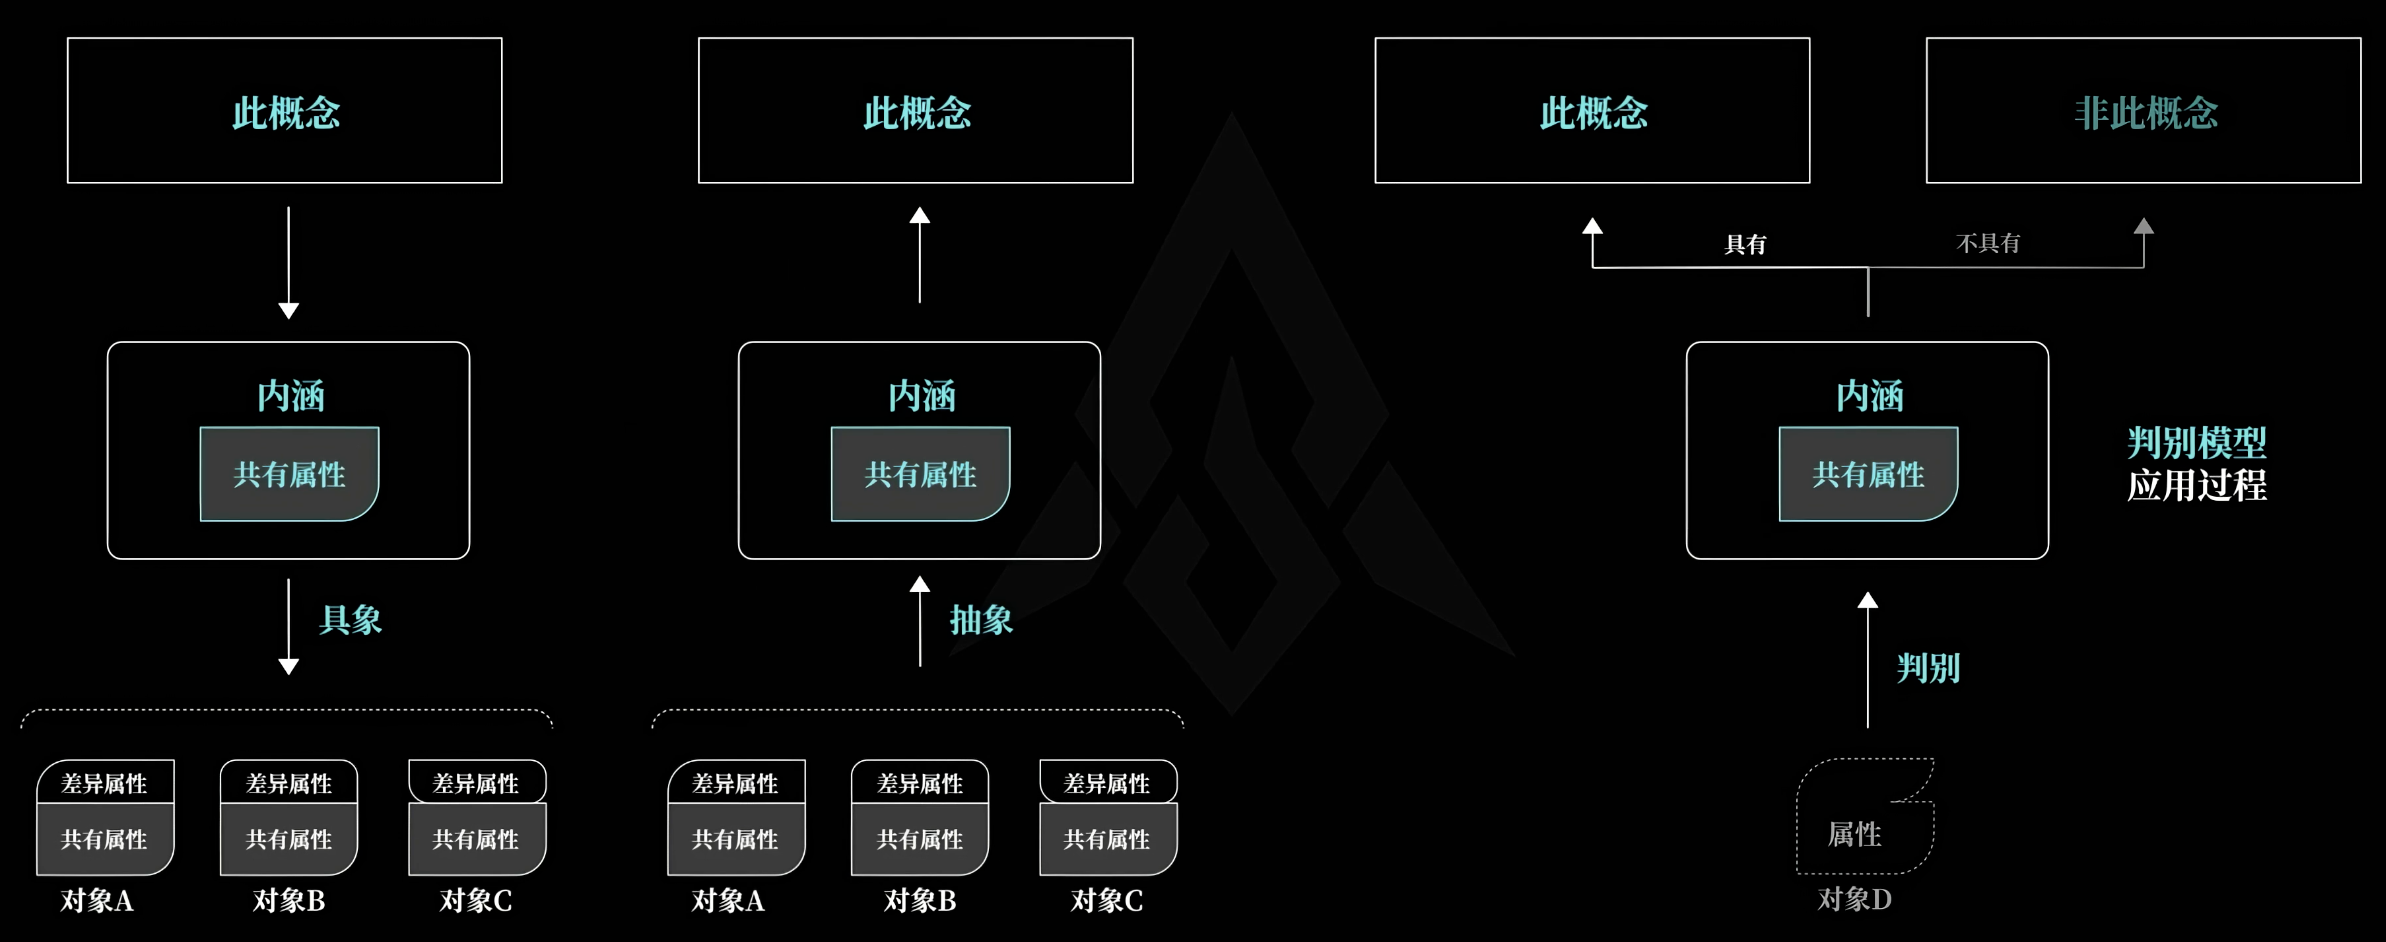 此概念
内涵
共有属性
具象
差异属性
共有属性
对象A
差异属性
共有属性
对象B
差异属性
共有属性
对象C
此概念
内涵
共有属性
抽象
差异属性
共有属性
对象A
差异属性
共有属性
对象B
差异属性
共有属性
对象C
此概念
非此概念
具有
不具有
内涵
共有属性
判别模型
应用过程
判别
属性
对象D